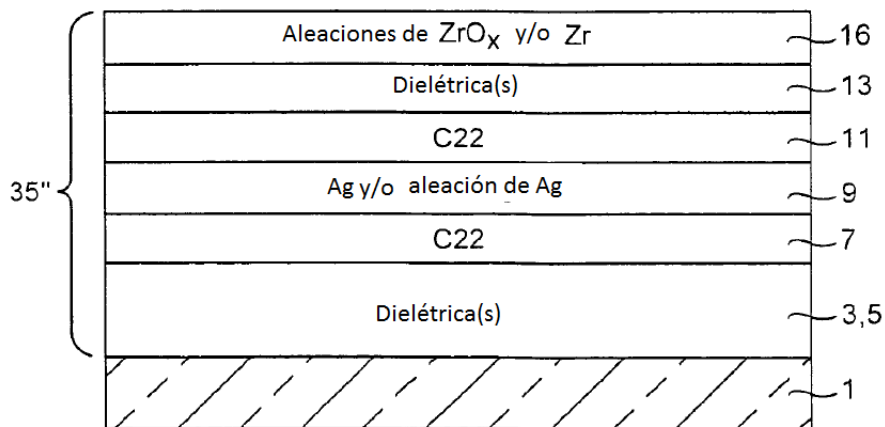 Aleaciones de ZrOx y/o Zr
16
Dielétrica(s)
13
C22
11
35"
Ag y/o aleación de Ag
9
C22
7
Dielétrica(s)
3,5
1